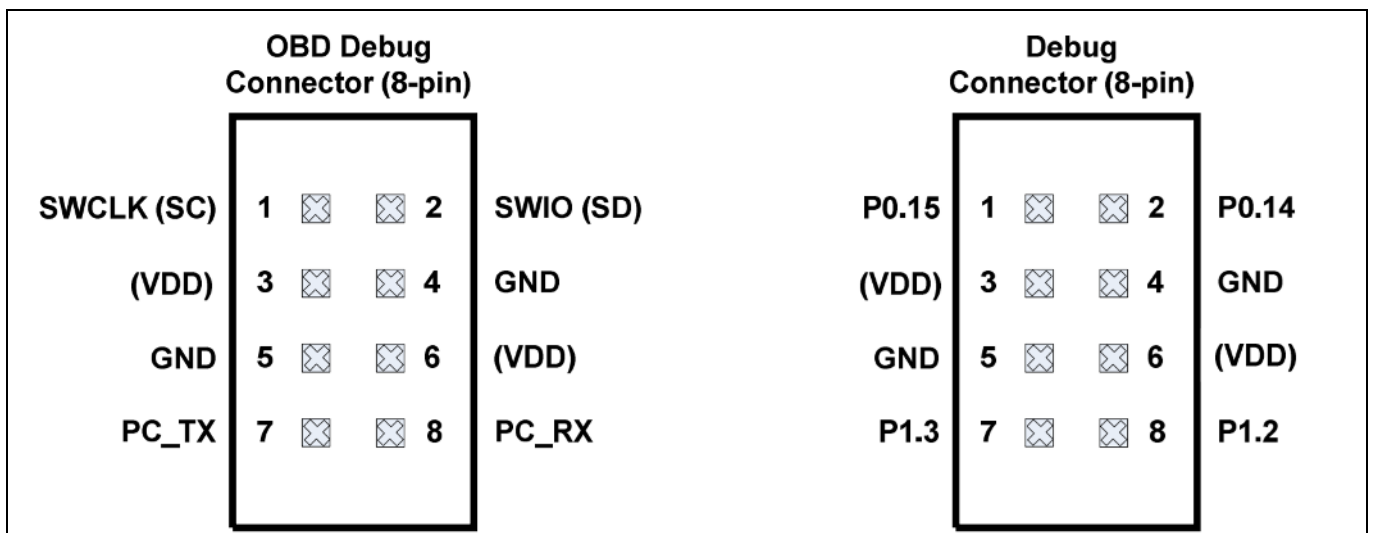 OBD Debug
Connector (8-pin)
SWCLK (SC) 1 2 SWIO (SD)
(VDD) 3 4 GND
GND 5 6 (VDD)
PC_TX 7 8 PC_RX
Debug
Connector (8-pin)
P0.15 1 2 P0.14
(VDD) 3 4 GND
GND 5 6 (VDD)
P1.3 7 8 P1.2